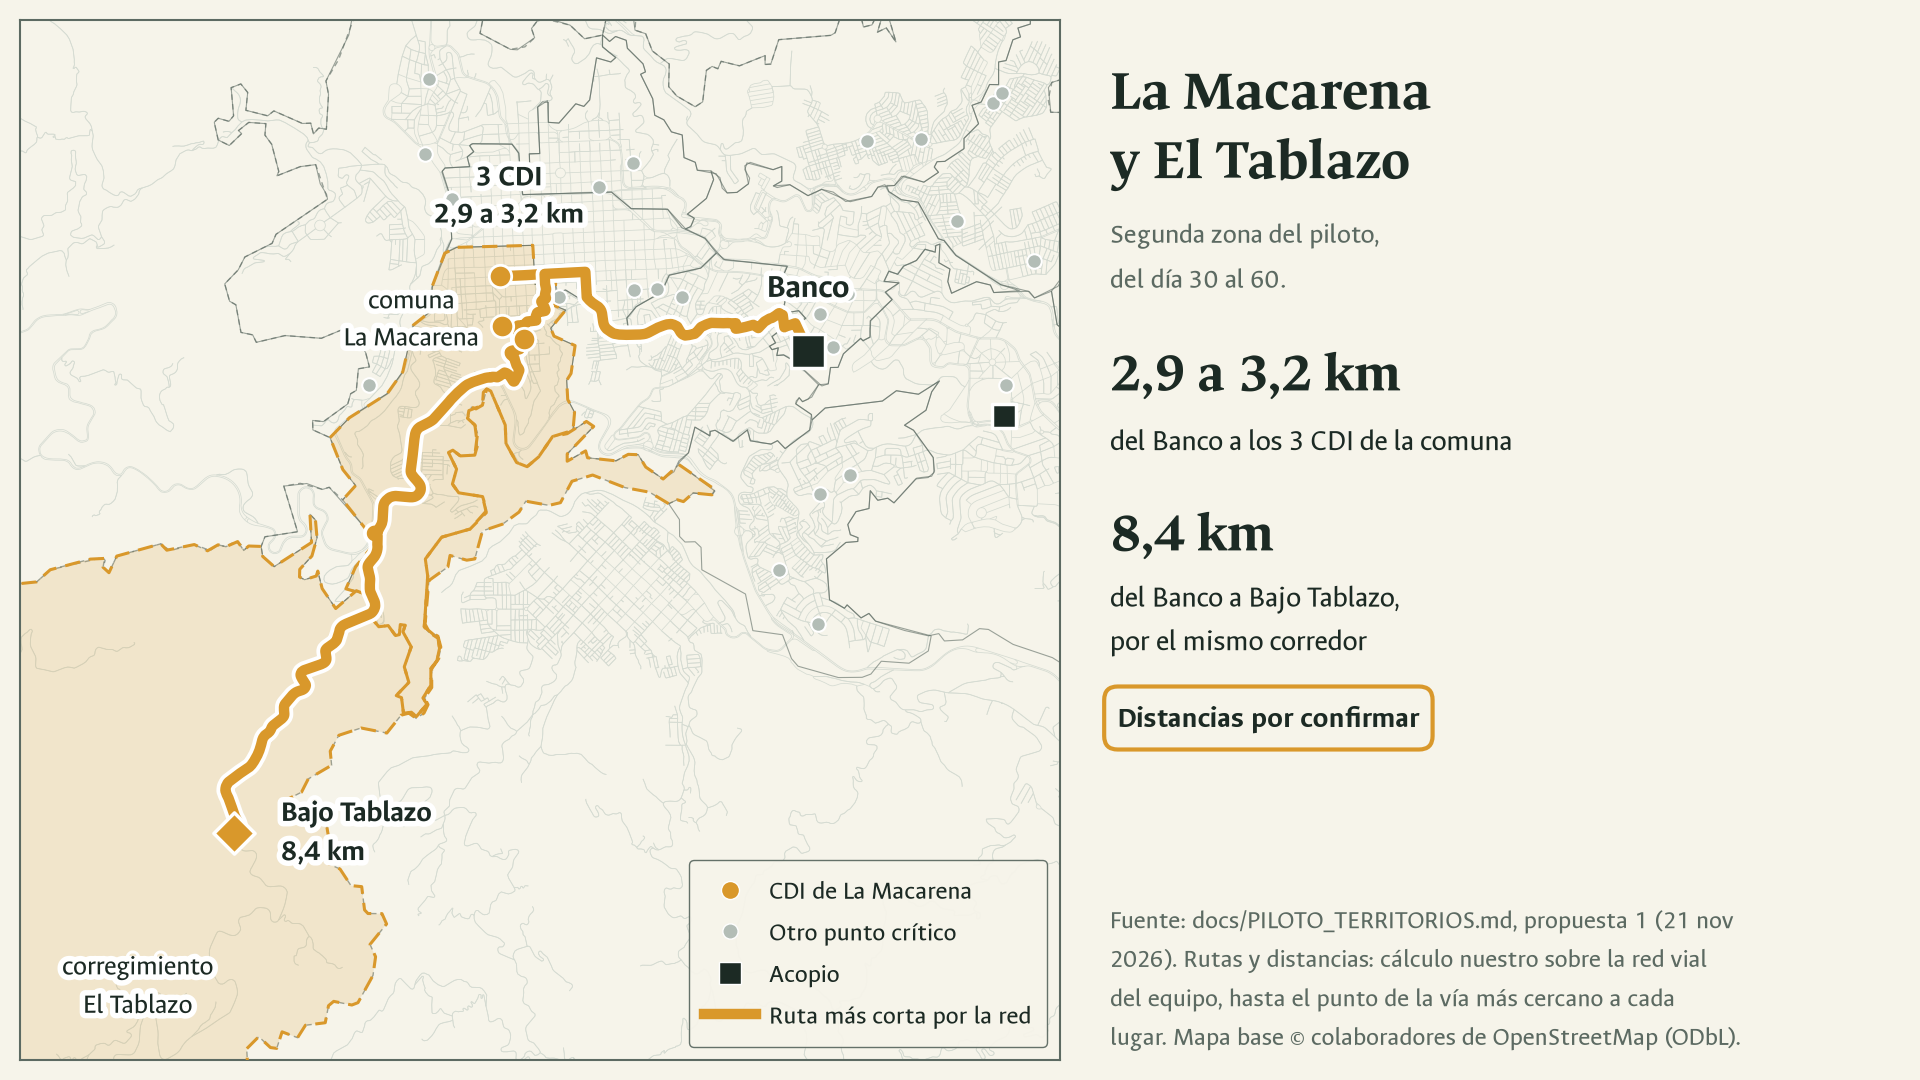 3 CDI
2,9 a 3,2 km
comuna
La Macarena
Banco
Bajo Tablazo
8,4 km
corregimiento
El Tablazo
CDI de La Macarena
Otro punto crítico
Acopio
Ruta más corta por la red
La Macarena
y El Tablazo
Segunda zona del piloto,
del día 30 al 60.
2,9 a 3,2 km
del Banco a los 3 CDI de la comuna
8,4 km
del Banco a Bajo Tablazo,
por el mismo corredor
Distancias por confirmar
Fuente: docs/PILOTO_TERRITORIOS.md, propuesta 1 (21 nov
2026). Rutas y distancias: cálculo nuestro sobre la red vial
del equipo, hasta el punto de la vía más cercano a cada
lugar. Mapa base © colaboradores de OpenStreetMap (ODbL).